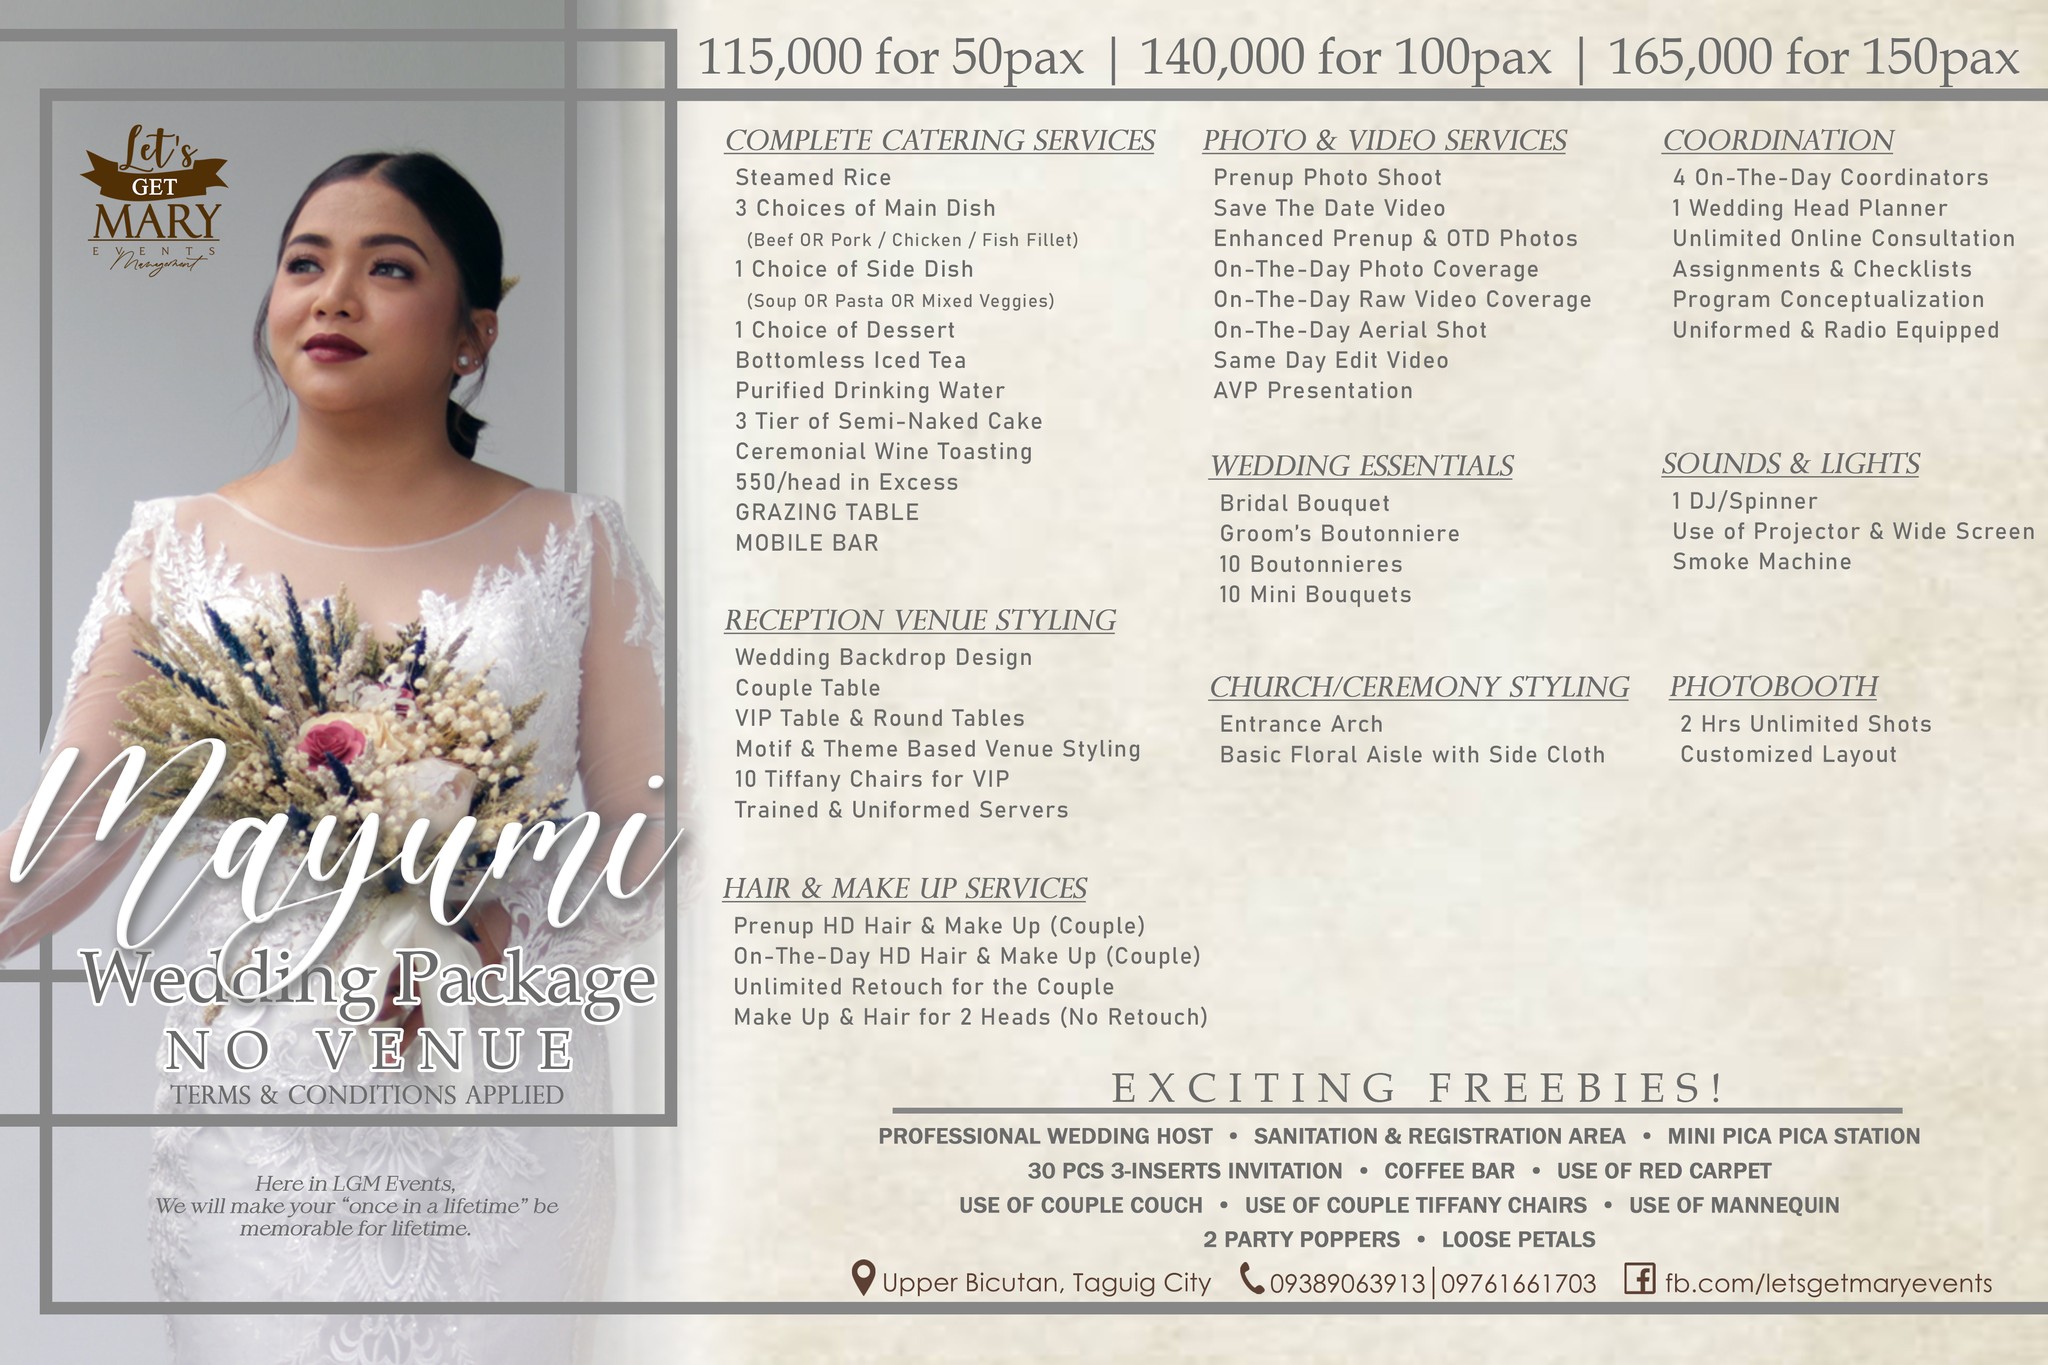 115,000 for 50pax | 140,000 for 100pax | 165,000 for 150pax
Let's
GET
MARY
EVENTS
Management
Mayumi
Wedding Package
NO VENUE
TERMS & CONDITIONS APPLIED
Here in LGM Events,
We will make your “once in a lifetime” be
memorable for lifetime.
COMPLETE CATERING SERVICES
Steamed Rice
3 Choices of Main Dish
(Beef OR Pork / Chicken / Fish Fillet)
1 Choice of Side Dish
(Soup OR Pasta OR Mixed Veggies)
1 Choice of Dessert
Bottomless Iced Tea
Purified Drinking Water
3 Tier of Semi-Naked Cake
Ceremonial Wine Toasting
550/head in Excess
GRAZING TABLE
MOBILE BAR
RECEPTION VENUE STYLING
Wedding Backdrop Design
Couple Table
VIP Table & Round Tables
Motif & Theme Based Venue Styling
10 Tiffany Chairs for VIP
Trained & Uniformed Servers
HAIR & MAKE UP SERVICES
Prenup HD Hair & Make Up (Couple)
On-The-Day HD Hair & Make Up (Couple)
Unlimited Retouch for the Couple
Make Up & Hair for 2 Heads (No Retouch)
PHOTO & VIDEO SERVICES
Prenup Photo Shoot
Save The Date Video
Enhanced Prenup & OTD Photos
On-The-Day Photo Coverage
On-The-Day Raw Video Coverage
On-The-Day Aerial Shot
Same Day Edit Video
AVP Presentation
WEDDING ESSENTIALS
Bridal Bouquet
Groom's Boutonniere
10 Boutonnieres
10 Mini Bouquets
CHURCH/CEREMONY STYLING
Entrance Arch
Basic Floral Aisle with Side Cloth
COORDINATION
4 On-The-Day Coordinators
1 Wedding Head Planner
Unlimited Online Consultation
Assignments & Checklists
Program Conceptualization
Uniformed & Radio Equipped
SOUNDS & LIGHTS
1 DJ/Spinner
Use of Projector & Wide Screen
Smoke Machine
PHOTOBOOTH
2 Hrs Unlimited Shots
Customized Layout
EXCITING FREEBIES!
PROFESSIONAL WEDDING HOST • SANITATION & REGISTRATION AREA • MINI PICA PICA STATION
30 PCS 3-INSERTS INVITATION • COFFEE BAR • USE OF RED CARPET
USE OF COUPLE COUCH • USE OF COUPLE TIFFANY CHAIRS • USE OF MANNEQUIN
2 PARTY POPPERS • LOOSE PETALS
Upper Bicutan, Taguig City 09389063913|09761661703 fb.com/letsgetmaryevents